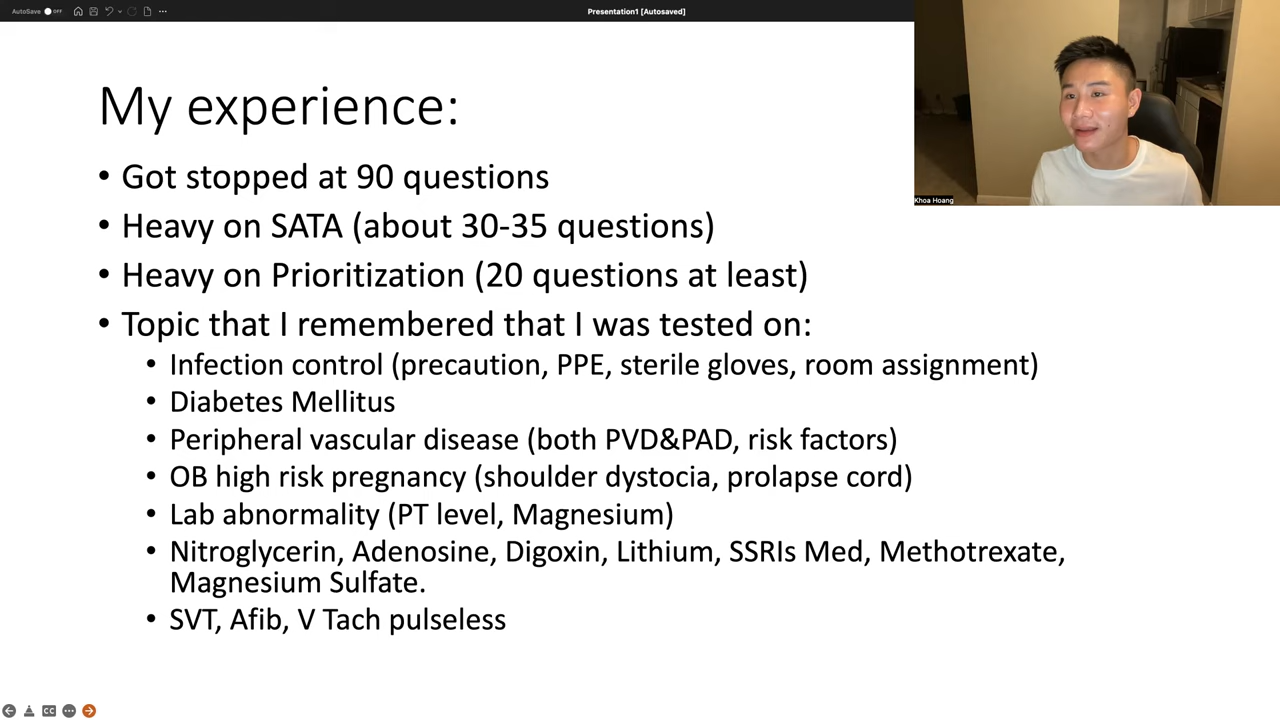 AutoSave OFF
Presentation1 [Autosaved]
Khoa Hoang
My experience:
• Got stopped at 90 questions
• Heavy on SATA (about 30-35 questions)
• Heavy on Prioritization (20 questions at least)
• Topic that I remembered that I was tested on:
• Infection control (precaution, PPE, sterile gloves, room assignment)
• Diabetes Mellitus
• Peripheral vascular disease (both PVD&PAD, risk factors)
• OB high risk pregnancy (shoulder dystocia, prolapse cord)
• Lab abnormality (PT level, Magnesium)
• Nitroglycerin, Adenosine, Digoxin, Lithium, SSRIs Med, Methotrexate,
Magnesium Sulfate.
• SVT, Afib, V Tach pulseless
CC